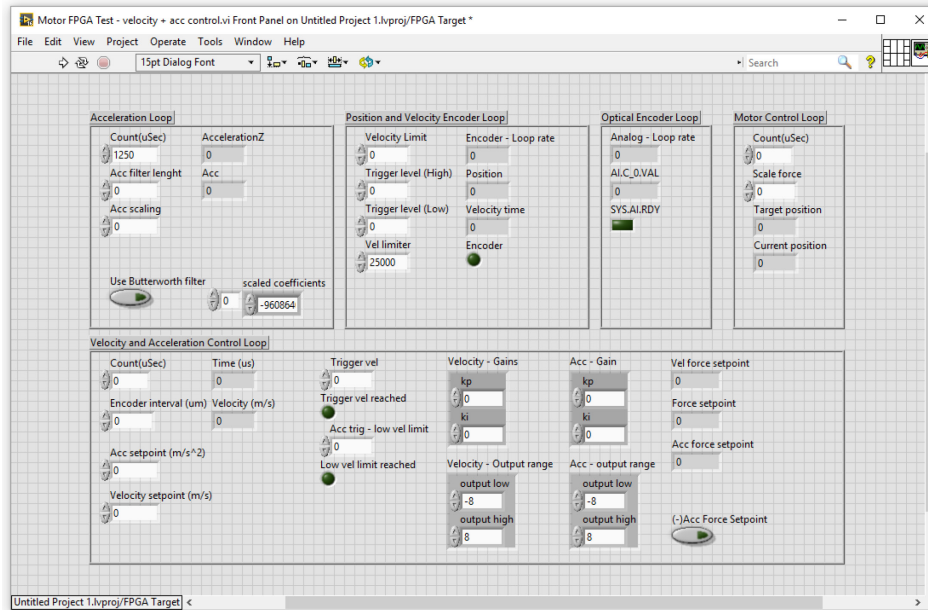 Motor FPGA Test - velocity + acc control.vi Front Panel on Untitled Project 1.lvproj/FPGA Target *
File Edit View Project Operate Tools Window Help
15pt Dialog Font
Search
Acceleration Loop
Count(uSec) AccelerationZ
1250 0
Acc filter lenght Acc
0 0
Acc scaling
0
Use Butterworth filter scaled coefficients
0 -960864
Position and Velocity Encoder Loop
Velocity Limit Encoder - Loop rate
0 0
Trigger level (High) Position
0 0
Trigger level (Low) Velocity time
0 0
Vel limiter Encoder
25000
Optical Encoder Loop
Analog - Loop rate
0
AI.C_0.VAL
0
SYS.AI.RDY
Motor Control Loop
Count(uSec)
0
Scale force
0
Target position
0
Current position
0
Velocity and Acceleration Control Loop
Count(uSec) Time (us)
0 0
Encoder interval (um) Velocity (m/s)
0 0
Acc setpoint (m/s^2)
0
Velocity setpoint (m/s)
0
Trigger vel
0
Trigger vel reached
Acc trig - low vel limit
0
Low vel limit reached
Velocity - Gains
kp
0
ki
0
Velocity - Output range
output low
-8
output high
8
Acc - Gain
kp
0
ki
0
Acc - output range
output low
-8
output high
8
Vel force setpoint
0
Force setpoint
0
Acc force setpoint
0
(-)Acc Force Setpoint
Untitled Project 1.lvproj/FPGA Target